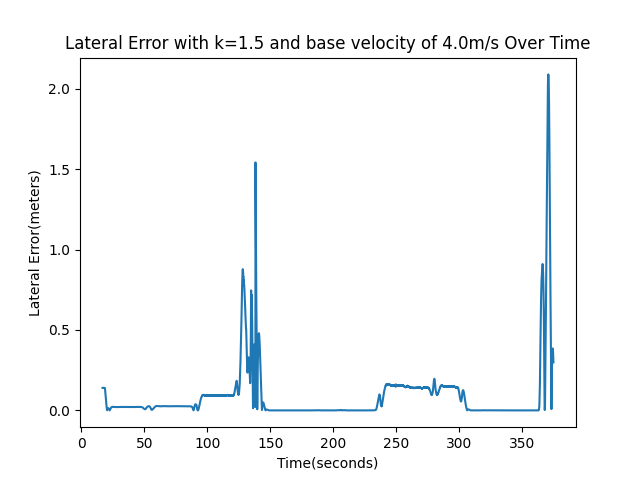 Lateral Error with k=1.5 and base velocity of 4.0m/s Over Time
2.0
1.5
1.0
0.5
0.0
Lateral Error(meters)
0 50 100 150 200 250 300 350
Time(seconds)